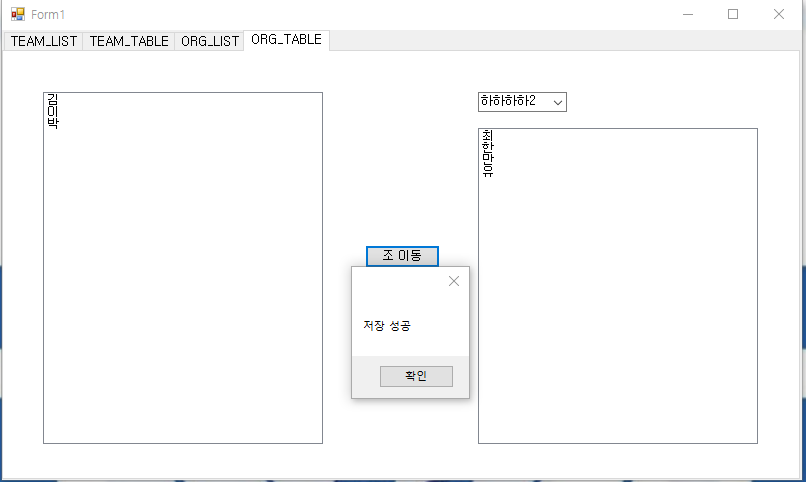 Form1
TEAM_LIST TEAM_TABLE ORG_LIST ORG_TABLE
김
이
박
하하하하2
최
한
만
유
조 이동
저장 성공
확인